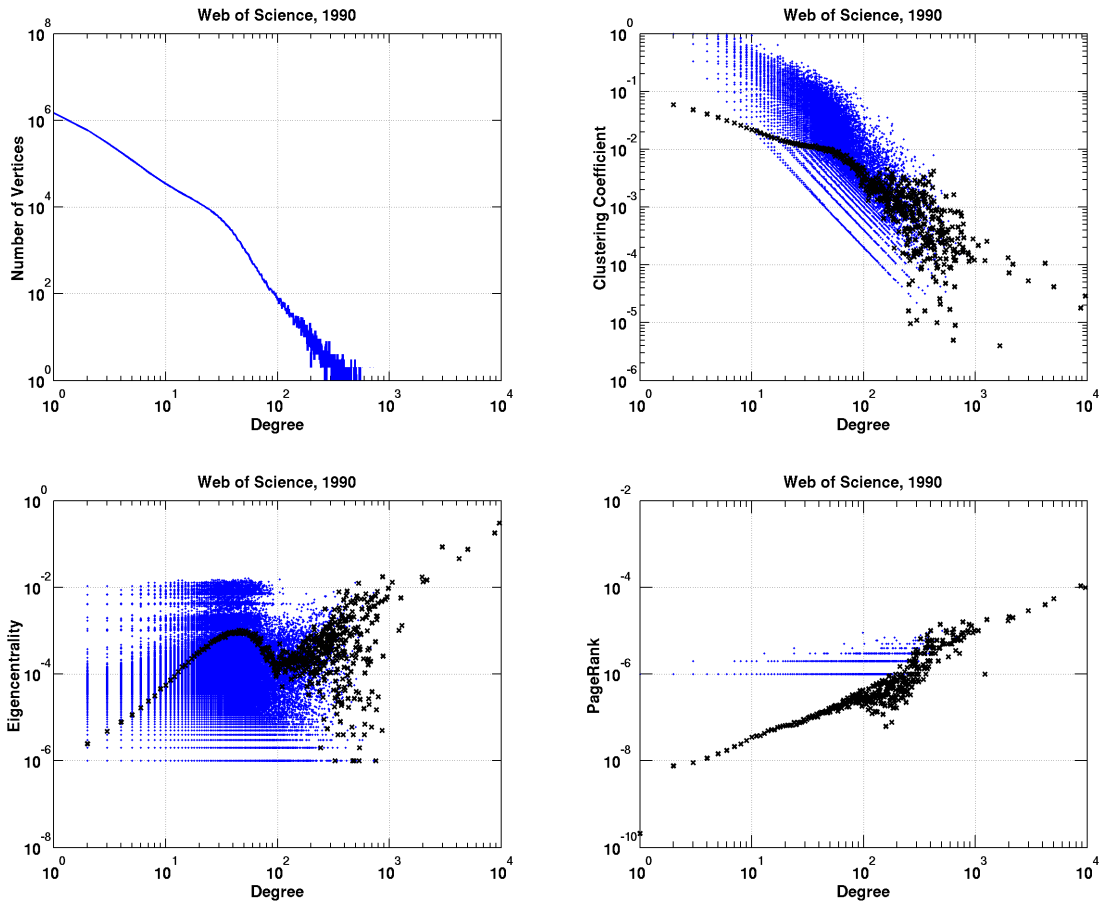 Web of Science, 1990
Number of Vertices
10^8
10^6
10^4
10^2
10^0
10^0 10^1 10^2 10^3 10^4
Degree
Web of Science, 1990
Clustering Coefficient
10^0
10^-1
10^-2
10^-3
10^-4
10^-5
10^-6
10^0 10^1 10^2 10^3 10^4
Degree
Web of Science, 1990
Eigencentrality
10^0
10^-2
10^-4
10^-6
10^-8
10^0 10^1 10^2 10^3 10^4
Degree
Web of Science, 1990
PageRank
10^-2
10^-4
10^-6
10^-8
10^-10
10^0 10^1 10^2 10^3 10^4
Degree